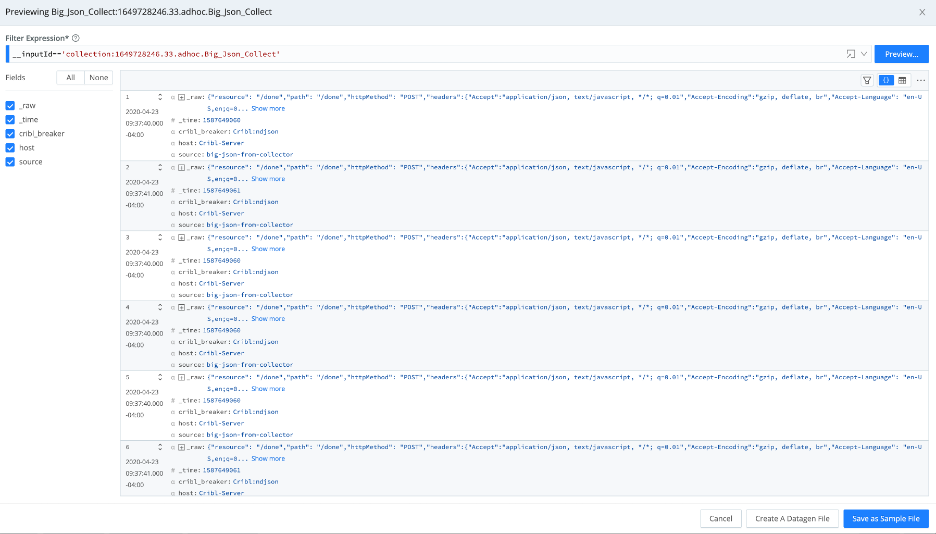 Previewing Big_Json_Collect:1649728246.33.adhoc.Big_Json_Collect
Filter Expression*
__inputId=='collection:1649728246.33.adhoc.Big_Json_Collect'
Preview...
Fields All None
_raw
_time
cribl_breaker
host
source
1
2020-04-23
09:37:40.000
-04:00
α _raw: {"resource": "/done","path": "/done","httpMethod": "POST","headers":{"Accept":"application/json, text/javascript, */*; q=0.01","Accept-Encoding":"gzip, deflate, br","Accept-Language": "en-U
S,en;q=0... Show more
# _time: 1587649060
α cribl_breaker: Cribl:ndjson
α host: Cribl-Server
α source: big-json-from-collector
2
2020-04-23
09:37:41.000
-04:00
α _raw: {"resource": "/done","path": "/done","httpMethod": "POST","headers":{"Accept":"application/json, text/javascript, */*; q=0.01","Accept-Encoding":"gzip, deflate, br","Accept-Language": "en-U
S,en;q=0... Show more
# _time: 1587649061
α cribl_breaker: Cribl:ndjson
α host: Cribl-Server
α source: big-json-from-collector
3
2020-04-23
09:37:40.000
-04:00
α _raw: {"resource": "/done","path": "/done","httpMethod": "POST","headers":{"Accept":"application/json, text/javascript, */*; q=0.01","Accept-Encoding":"gzip, deflate, br","Accept-Language": "en-U
S,en;q=0... Show more
# _time: 1587649060
α cribl_breaker: Cribl:ndjson
α host: Cribl-Server
α source: big-json-from-collector
4
2020-04-23
09:37:40.000
-04:00
α _raw: {"resource": "/done","path": "/done","httpMethod": "POST","headers":{"Accept":"application/json, text/javascript, */*; q=0.01","Accept-Encoding":"gzip, deflate, br","Accept-Language": "en-U
S,en;q=0... Show more
# _time: 1587649060
α cribl_breaker: Cribl:ndjson
α host: Cribl-Server
α source: big-json-from-collector
5
2020-04-23
09:37:40.000
-04:00
α _raw: {"resource": "/done","path": "/done","httpMethod": "POST","headers":{"Accept":"application/json, text/javascript, */*; q=0.01","Accept-Encoding":"gzip, deflate, br","Accept-Language": "en-U
S,en;q=0... Show more
# _time: 1587649060
α cribl_breaker: Cribl:ndjson
α host: Cribl-Server
α source: big-json-from-collector
6
2020-04-23
09:37:41.000
-04:00
α _raw: {"resource": "/done","path": "/done","httpMethod": "POST","headers":{"Accept":"application/json, text/javascript, */*; q=0.01","Accept-Encoding":"gzip, deflate, br","Accept-Language": "en-U
S,en;q=0... Show more
# _time: 1587649061
α cribl_breaker: Cribl:ndjson
α host: Cribl-Server
Cancel Create A Datagen File Save as Sample File